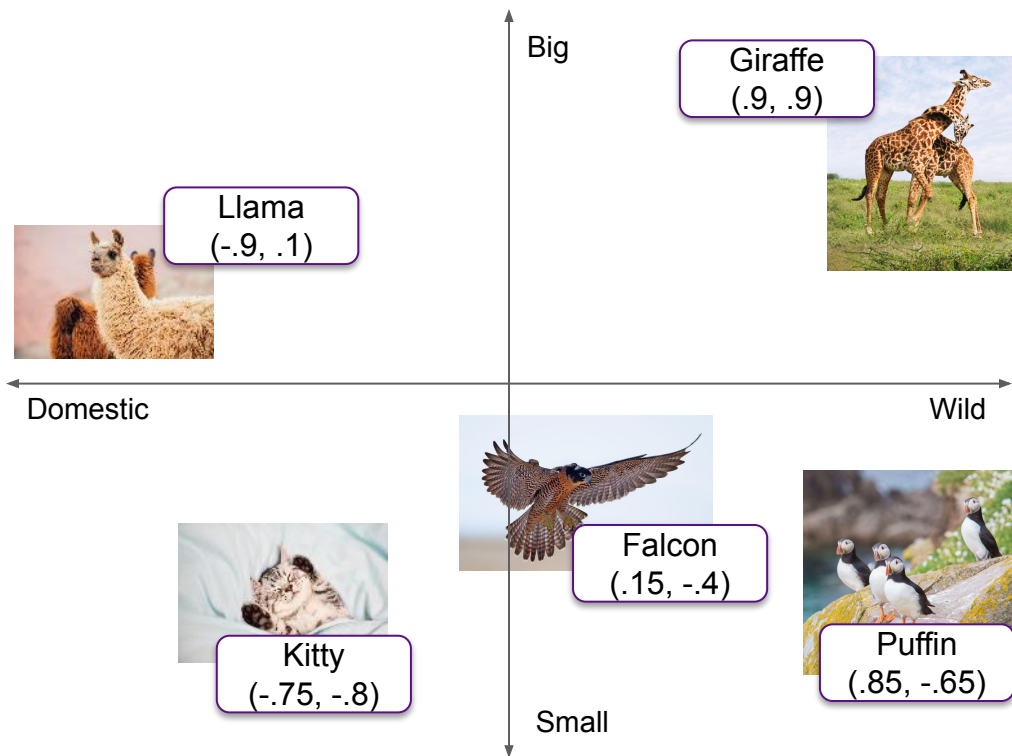 Big
Giraffe
(.9, .9)
Llama
(-.9, .1)
Domestic
Wild
Falcon
(.15, -.4)
Kitty
(-.75, -.8)
Puffin
(.85, -.65)
Small